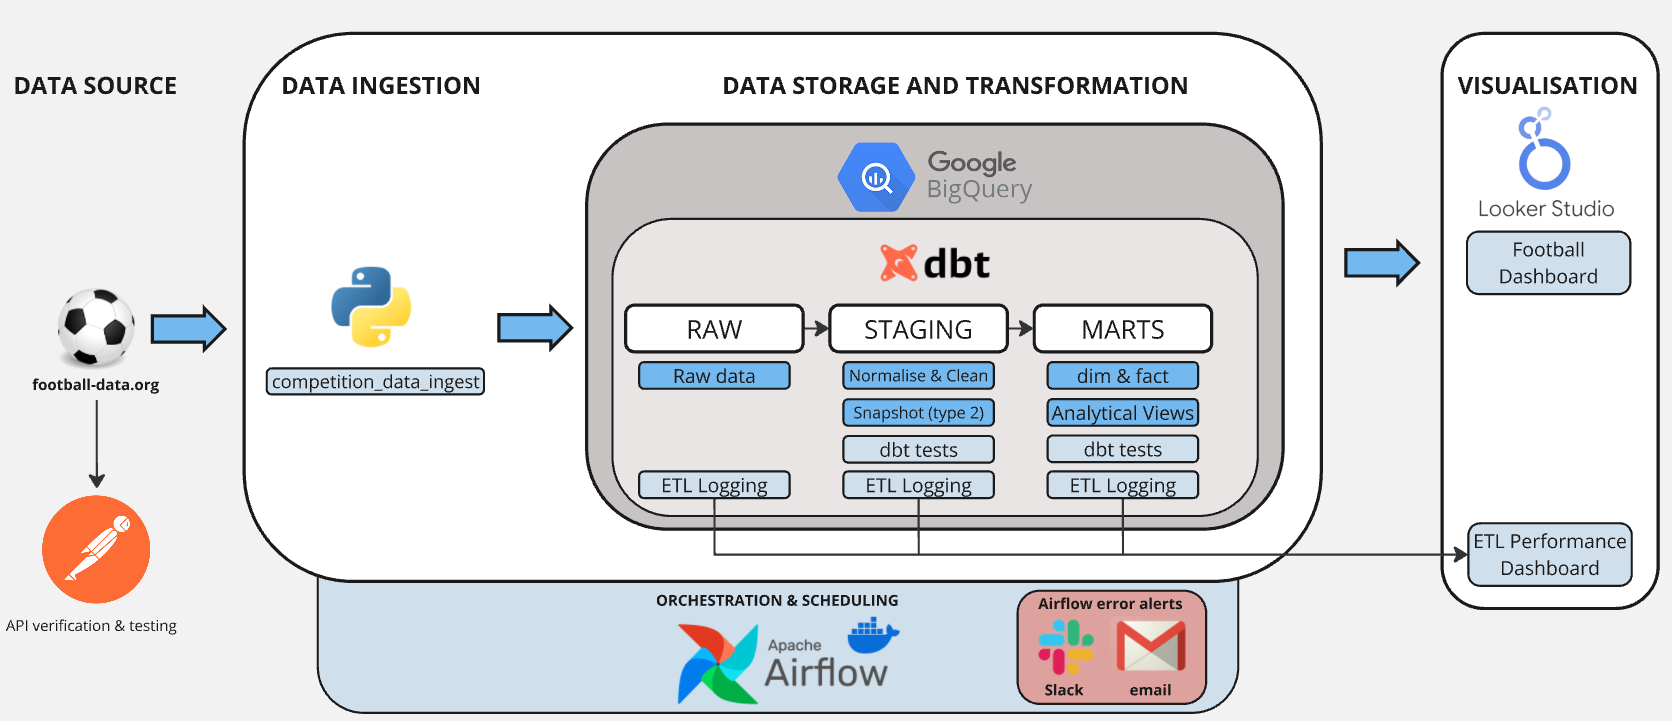 DATA SOURCE
football-data.org
API verification & testing
DATA INGESTION
competition_data_ingest
DATA STORAGE AND TRANSFORMATION
Google
BigQuery
dbt
RAW
Raw data
ETL Logging
STAGING
Normalise & Clean
Snapshot (type 2)
dbt tests
ETL Logging
MARTS
dim & fact
Analytical Views
dbt tests
ETL Logging
ORCHESTRATION & SCHEDULING
Apache
Airflow
Airflow error alerts
Slack
email
VISUALISATION
Looker Studio
Football
Dashboard
ETL Performance
Dashboard